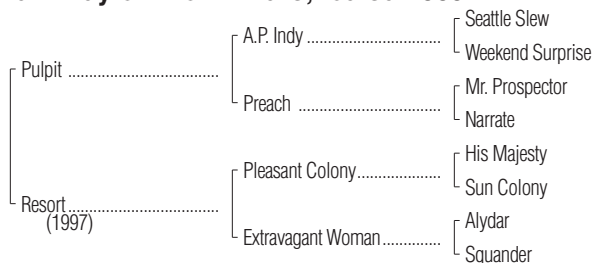 Seattle Slew
A.P. Indy
Weekend Surprise
Pulpit
Mr. Prospector
Preach
Narrate
His Majesty
Pleasant Colony
Sun Colony
Resort
(1997)
Alydar
Extravagant Woman
Squander